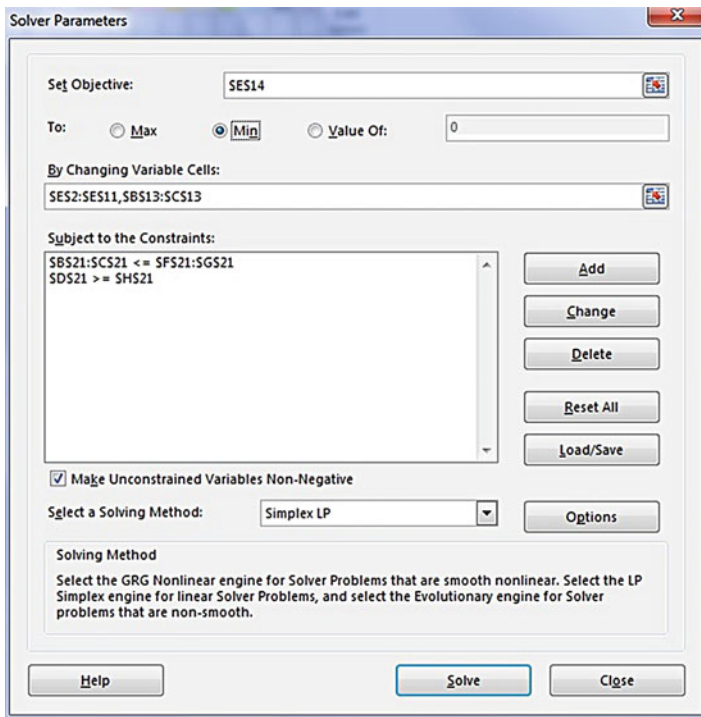 Solver Parameters
Set Objective:
$E$14
To:
Max
Min
Value Of:
0
By Changing Variable Cells:
$E$2:$E$11,$B$13:$C$13
Subject to the Constraints:
$B$21:$C$21 <= $F$21:$G$21
$D$21 >= $H$21
Add
Change
Delete
Reset All
Load/Save
Make Unconstrained Variables Non-Negative
Select a Solving Method:
Simplex LP
Options
Solving Method
Select the GRG Nonlinear engine for Solver Problems that are smooth nonlinear. Select the LP
Simplex engine for linear Solver Problems, and select the Evolutionary engine for Solver
problems that are non-smooth.
Help
Solve
Close